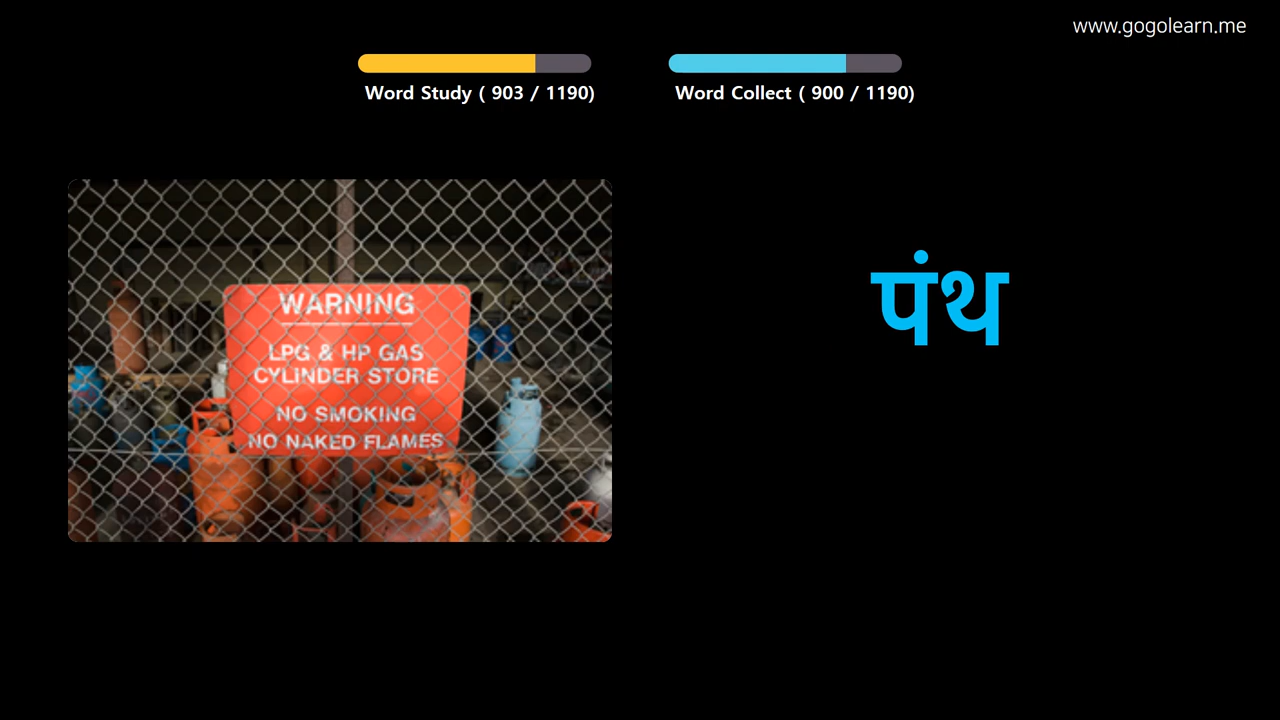 www.gogolearn.me
Word Study ( 903 / 1190)
Word Collect ( 900 / 1190)
WARNING
LPG & HP GAS
CYLINDER STORE
NO SMOKING
NO NAKED FLAMES
पंथ